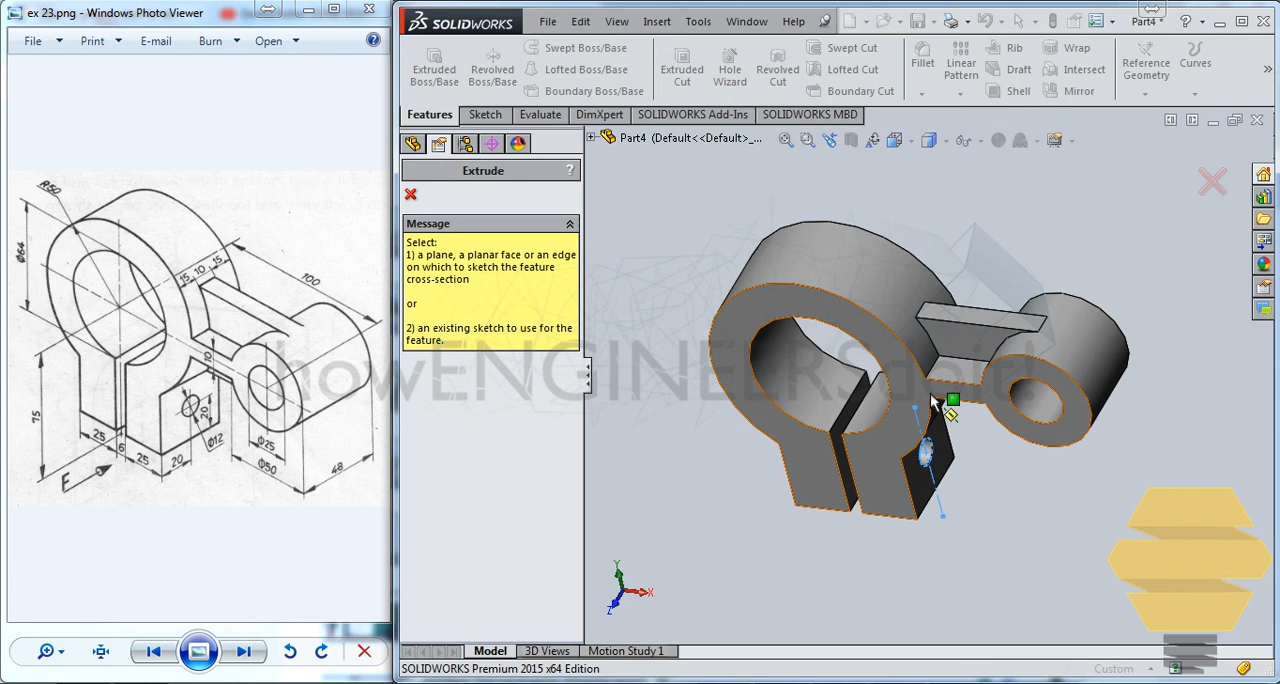 ex 23.png - Windows Photo Viewer
File Print E-mail Burn Open
R50
Φ64
15 10 15
100
10
75
20
Φ12
25 6 25 20
Φ25
Φ50
48
E
SOLIDWORKS
File Edit View Insert Tools Window Help
Part4 *
Extruded Boss/Base
Revolved Boss/Base
Swept Boss/Base
Lofted Boss/Base
Boundary Boss/Base
Extruded Cut
Hole Wizard
Revolved Cut
Swept Cut
Lofted Cut
Boundary Cut
Fillet
Linear Pattern
Rib
Draft
Shell
Wrap
Intersect
Mirror
Reference Geometry
Curves
Features Sketch Evaluate DimXpert SOLIDWORKS Add-Ins SOLIDWORKS MBD
Part4 (Default<<Default>_...
Extrude ?
Message
Select:
1) a plane, a planar face or an edge
on which to sketch the feature
cross-section
or
2) an existing sketch to use for the
feature.
howENGINEERSdoit!
Y
X
Z
Model 3D Views Motion Study 1
SOLIDWORKS Premium 2015 x64 Edition
Custom